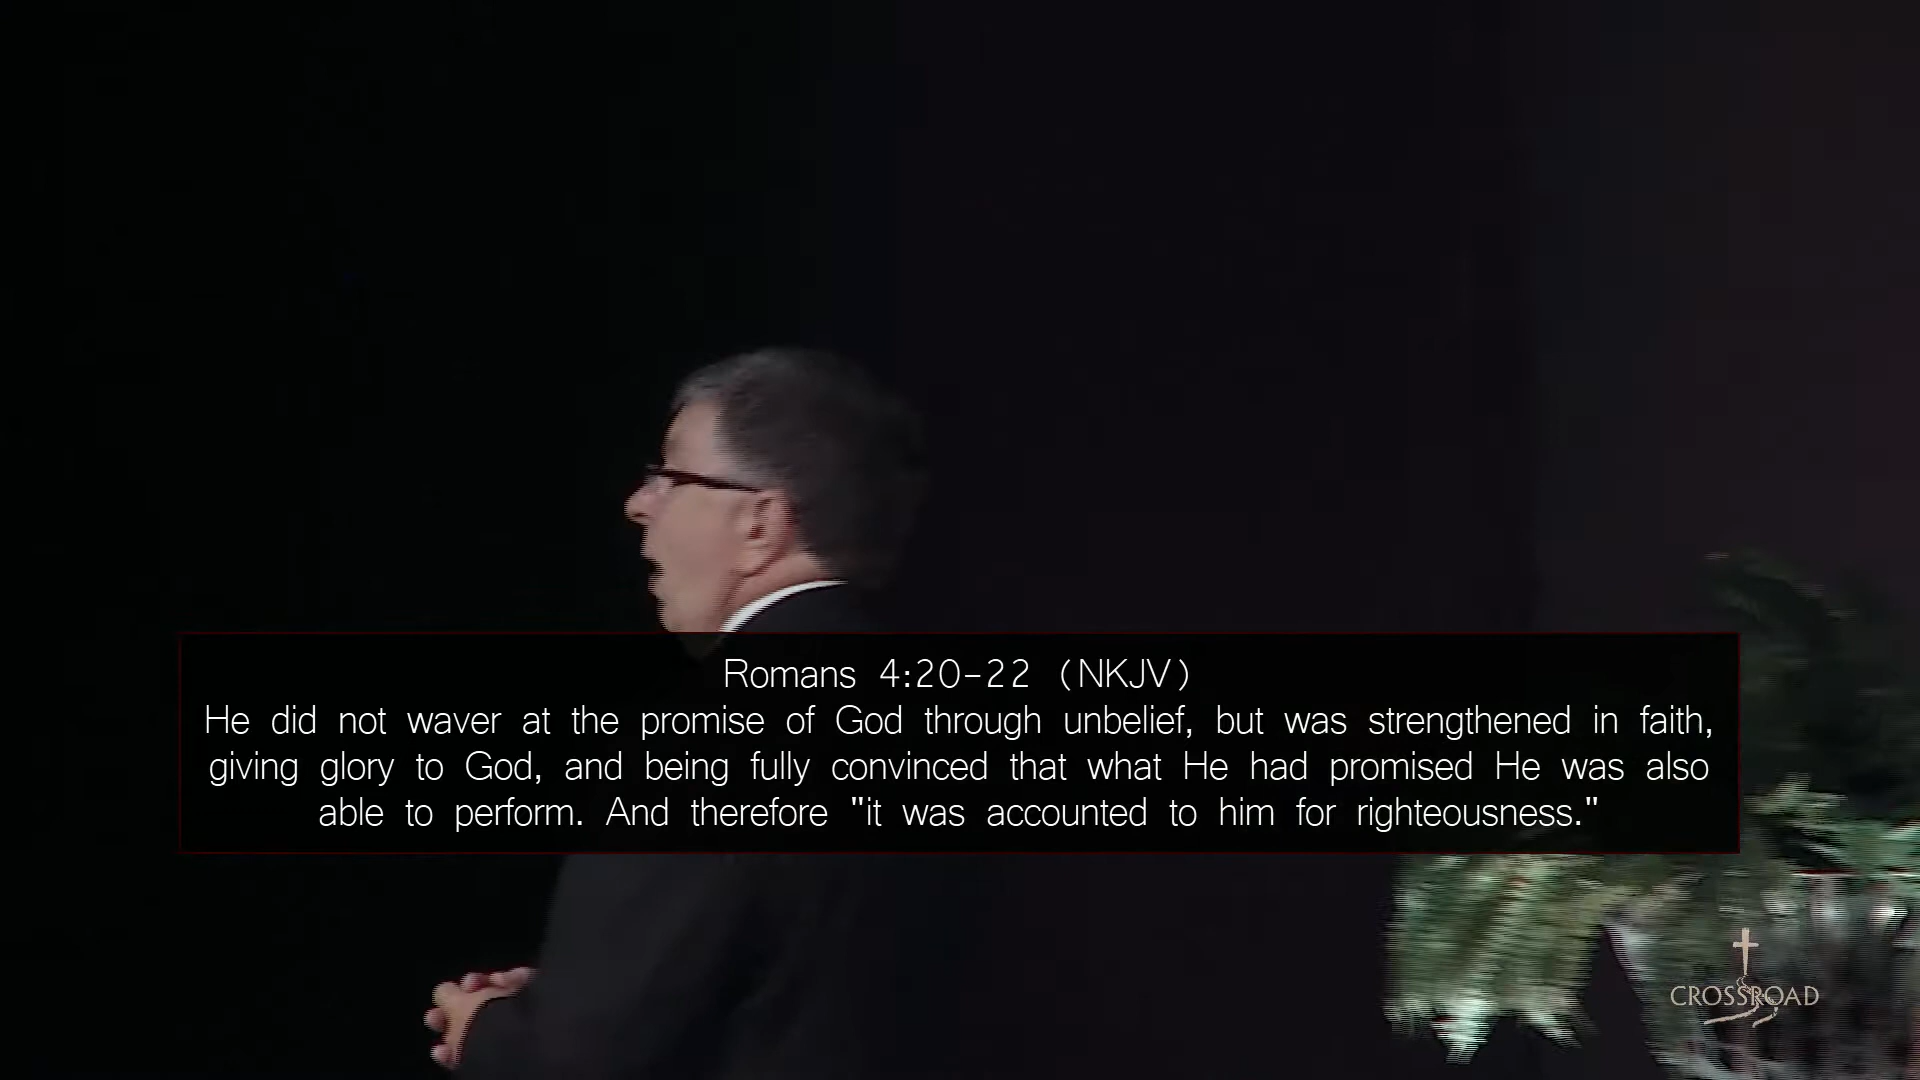 Romans 4:20-22 (NKJV)
He did not waver at the promise of God through unbelief, but was strengthened in faith,
giving glory to God, and being fully convinced that what He had promised He was also
able to perform. And therefore "it was accounted to him for righteousness."
CROSSROAD